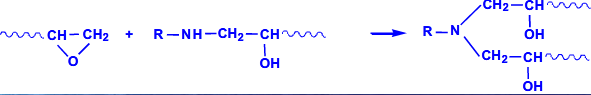 CH2 CH OH
CH CH2 + R NH CH2 CH R N
O OH CH2 CH
OH